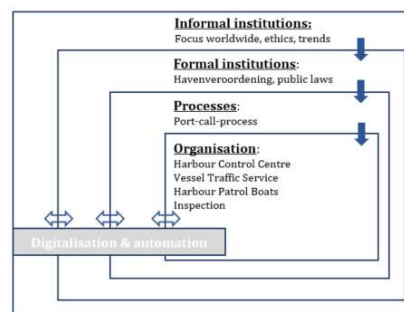 Informal institutions:
Focus worldwide, ethics, trends
Formal institutions:
Havenveroordening, public laws
Processes:
Port-call-process
Organisation:
Harbour Control Centre
Vessel Traffic Service
Harbour Patrol Boats
Inspection
Digitalisation & automation